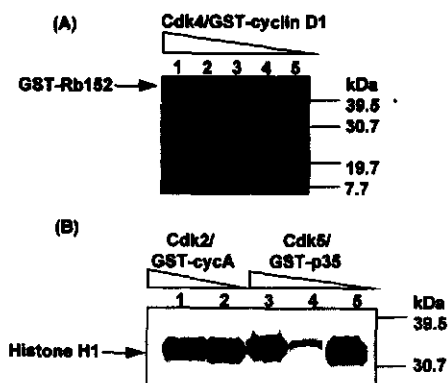 (A)
Cdk4/GST-cyclin D1
1 2 3 4 5
GST-Rb152
kDa
39.5
30.7
19.7
7.7
(B)
Cdk2/
GST-cycA
Cdk5/
GST-p35
1 2 3 4 5
kDa
39.5
Histone H1
30.7